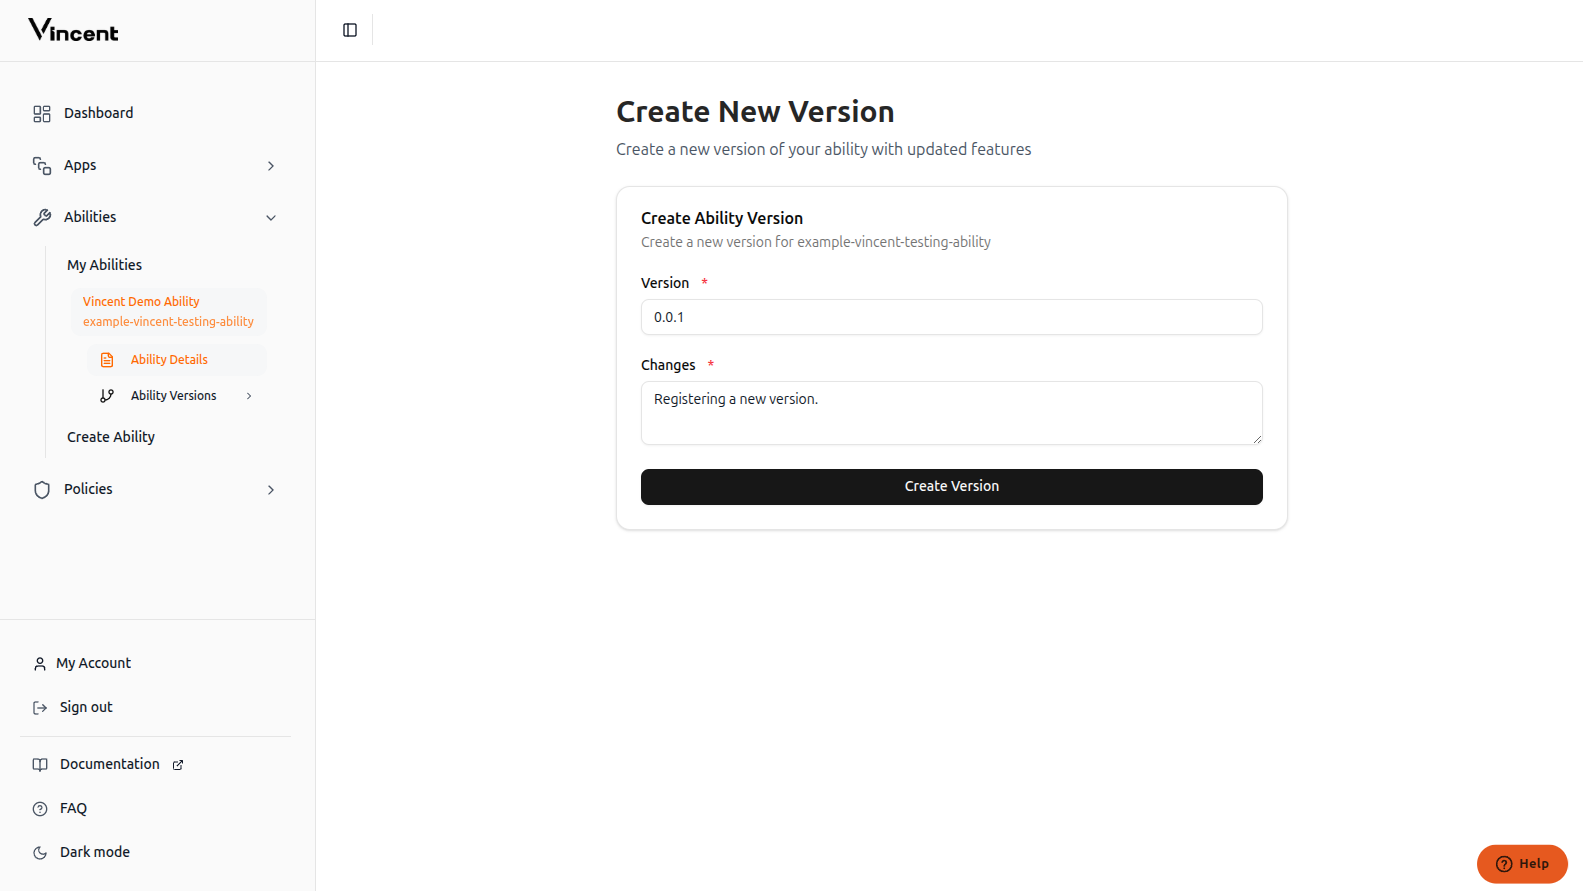 Vincent
Dashboard
Apps
Abilities
My Abilities
Vincent Demo Ability
example-vincent-testing-ability
Ability Details
Ability Versions
Create Ability
Policies
My Account
Sign out
Documentation
FAQ
Dark mode
Create New Version
Create a new version of your ability with updated features
Create Ability Version
Create a new version for example-vincent-testing-ability
Version *
0.0.1
Changes *
Registering a new version.
Create Version
Help